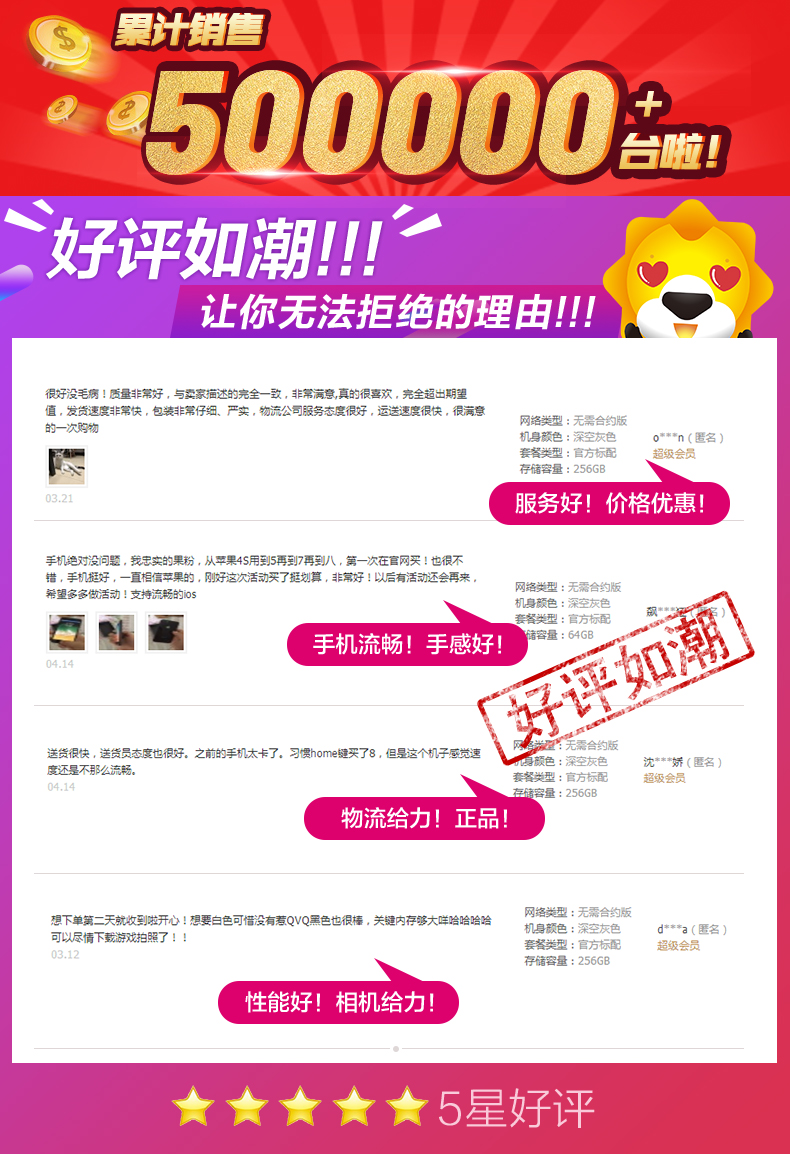 累计销售
500000+
台啦!
好评如潮!!!
让你无法拒绝的理由!!!
很好没毛病！质量非常好，与卖家描述的完全一致，非常满意,真的很喜欢，完全超出期望
值，发货速度非常快，包装非常仔细、严实，物流公司服务态度很好，运送速度很快，很满意
的一次购物
03.21
网络类型：无需合约版
机身颜色：深空灰色
套餐类型：官方标配
存储容量：256GB
o***n（匿名）
超级会员
服务好！价格优惠！
手机绝对没问题，我忠实的果粉，从苹果4S用到5再到7再到八，第一次在官网买！也很不
错，手机挺好，一直相信苹果的，刚好这次活动买了挺划算，非常好！以后有活动还会再来，
希望多多做活动！支持流畅的ios
04.14
网络类型：无需合约版
机身颜色：深空灰色
套餐类型：官方标配
储容量：64GB
飙***
名）
手机流畅！手感好！
好评如潮
送货很快，送货员态度也很好。之前的手机太卡了。习惯home键买了8，但是这个机子感觉速
度还是不那么流畅。
04.14
网络类型：无需合约版
机身颜色：深空灰色
套餐类型：官方标配
存储容量：256GB
沈***娇（匿名）
超级会员
物流给力！正品！
想下单第二天就收到啦开心！想要白色可惜没有惹QVQ黑色也很棒，关键内存够大咩哈哈哈哈
可以尽情下载游戏拍照了！！
03.12
网络类型：无需合约版
机身颜色：深空灰色
套餐类型：官方标配
存储容量：256GB
d***a（匿名）
超级会员
性能好！相机给力！
5星好评